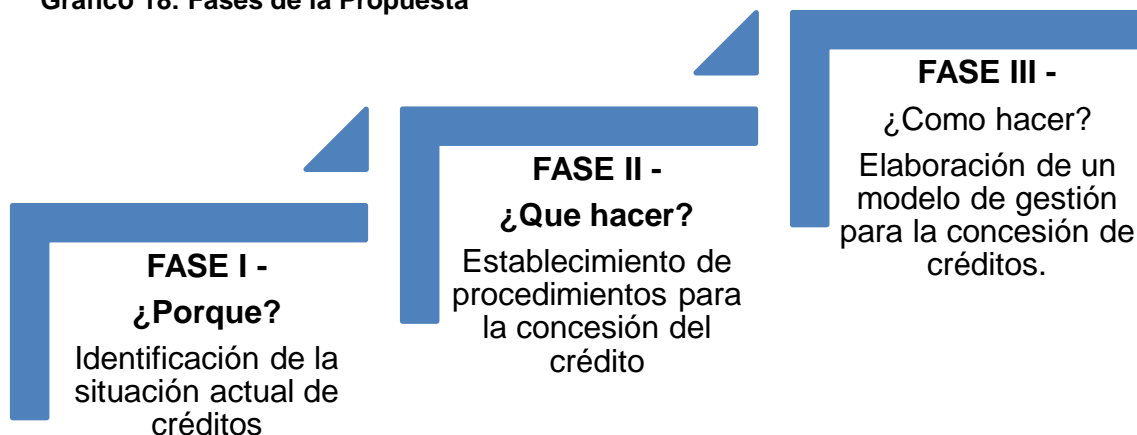 Gráfico 18: Fases de la Propuesta
FASE I -
¿Porque?
Identificación de la
situación actual de
créditos
FASE II -
¿Que hacer?
Establecimiento de
procedimientos para
la concesión del
crédito
FASE III -
¿Como hacer?
Elaboración de un
modelo de gestión
para la concesión de
créditos.